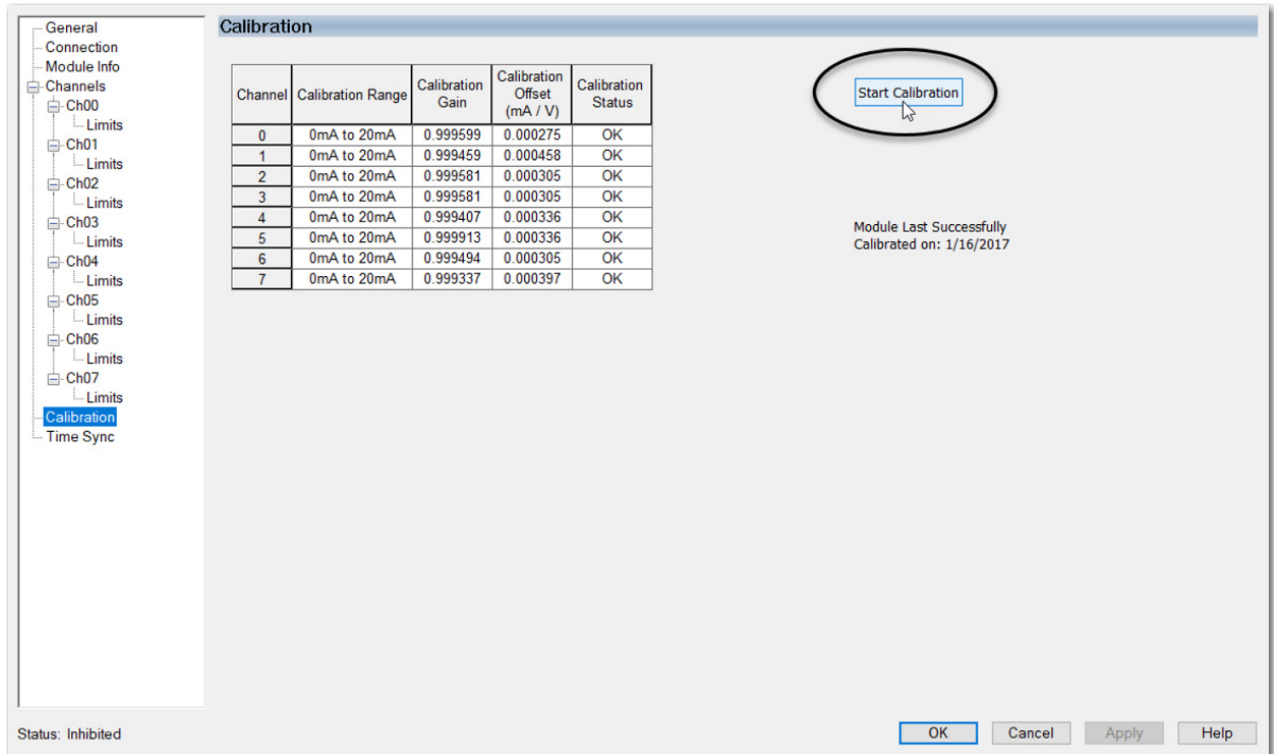 General
Connection
Module Info
Channels
Ch00
Limits
Ch01
Limits
Ch02
Limits
Ch03
Limits
Ch04
Limits
Ch05
Limits
Ch06
Limits
Ch07
Limits
Calibration
Time Sync
Calibration
Channel Calibration Range Calibration Gain Calibration Offset (mA / V) Calibration Status
0 0mA to 20mA 0.999599 0.000275 OK
1 0mA to 20mA 0.999459 0.000458 OK
2 0mA to 20mA 0.999581 0.000305 OK
3 0mA to 20mA 0.999581 0.000305 OK
4 0mA to 20mA 0.999407 0.000336 OK
5 0mA to 20mA 0.999913 0.000336 OK
6 0mA to 20mA 0.999494 0.000305 OK
7 0mA to 20mA 0.999337 0.000397 OK
Start Calibration
Module Last Successfully
Calibrated on: 1/16/2017
Status: Inhibited
OK Cancel Apply Help